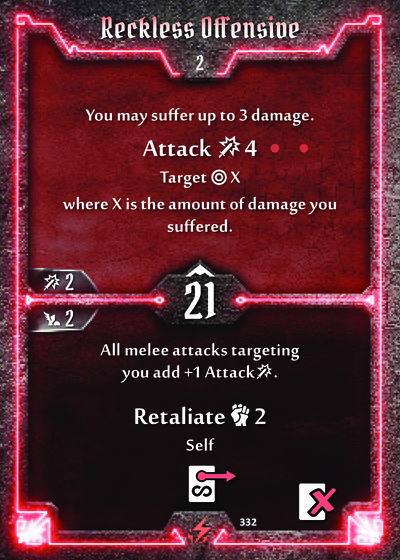 Reckless Offensive
2
You may suffer up to 3 damage.
Attack 4
Target X
where X is the amount of damage you
suffered.
2
21
2
All melee attacks targeting
you add +1 Attack.
Retaliate 2
Self
332